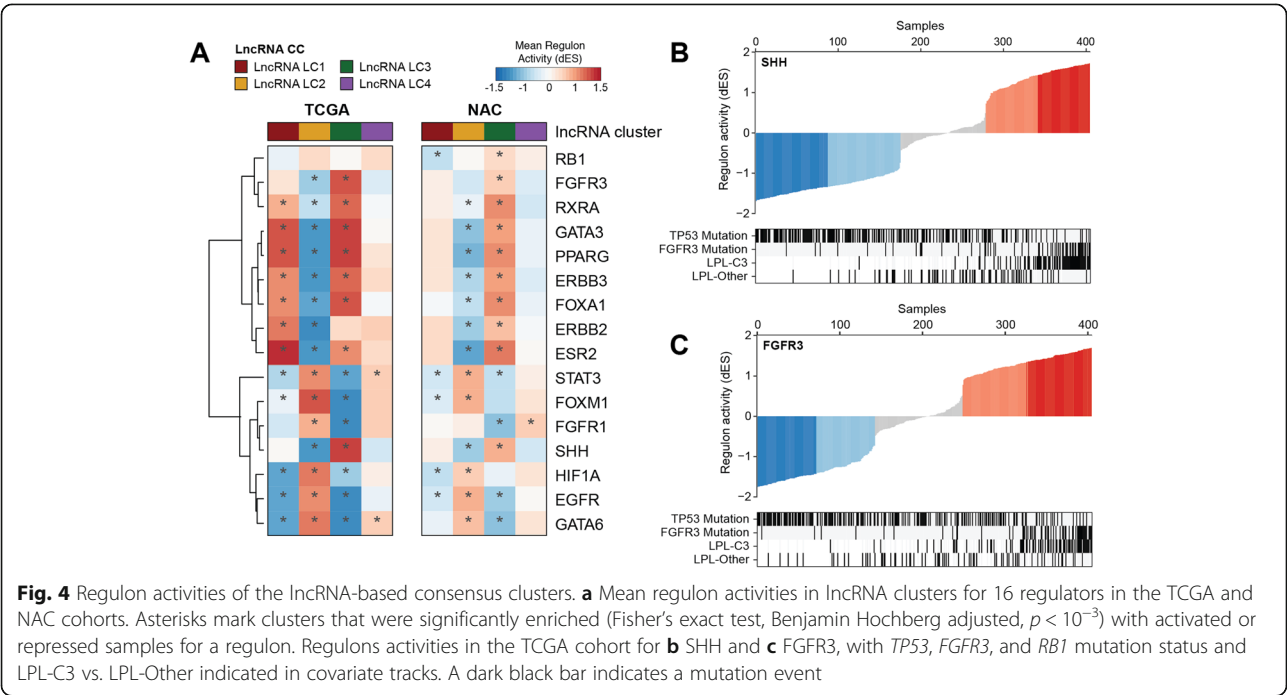 A
LncRNA CC
LncRNA LC1
LncRNA LC3
LncRNA LC2
LncRNA LC4
Mean Regulon
Activity (dES)
-1.5 -1 0 1 1.5
TCGA
NAC
lncRNA cluster
RB1
* *
FGFR3
* * *
RXRA
* * * * *
GATA3
* * * * *
PPARG
* * * * *
ERBB3
* * * * *
FOXA1
* * * * *
ERBB2
* * * *
ESR2
* * * * *
STAT3
* * * * * * *
FOXM1
* * * * *
FGFR1
* * * *
SHH
* * * *
HIF1A
* * * * *
EGFR
* * * * * *
GATA6
* * * * * *
B
Samples
0 100 200 300 400
SHH
Regulon activity (dES)
2
1
0
−1
−2
TP53 Mutation
FGFR3 Mutation
LPL-C3
LPL-Other
C
Samples
0 100 200 300 400
FGFR3
Regulon activity (dES)
2
1
0
−1
−2
TP53 Mutation
FGFR3 Mutation
LPL-C3
LPL-Other
Fig. 4 Regulon activities of the lncRNA-based consensus clusters. a Mean regulon activities in lncRNA clusters for 16 regulators in the TCGA and
NAC cohorts. Asterisks mark clusters that were significantly enriched (Fisher's exact test, Benjamin Hochberg adjusted, p < 10⁻³) with activated or
repressed samples for a regulon. Regulons activities in the TCGA cohort for b SHH and c FGFR3, with TP53, FGFR3, and RB1 mutation status and
LPL-C3 vs. LPL-Other indicated in covariate tracks. A dark black bar indicates a mutation event